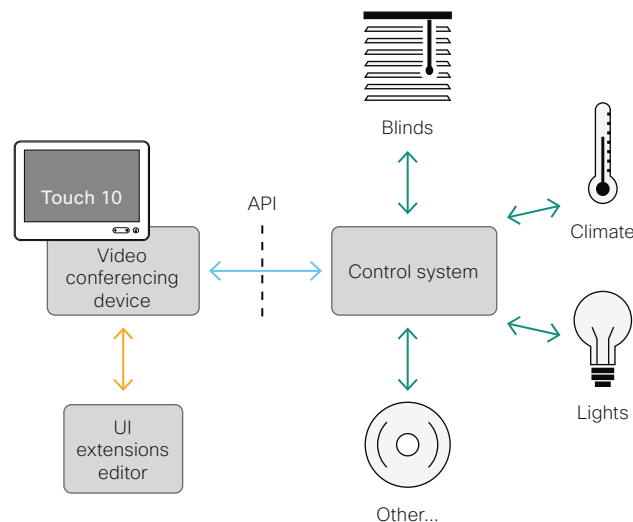 Blinds
Touch 10
API
Climate
Video
conferencing
device
Control system
Lights
UI
extensions
editor
Other...